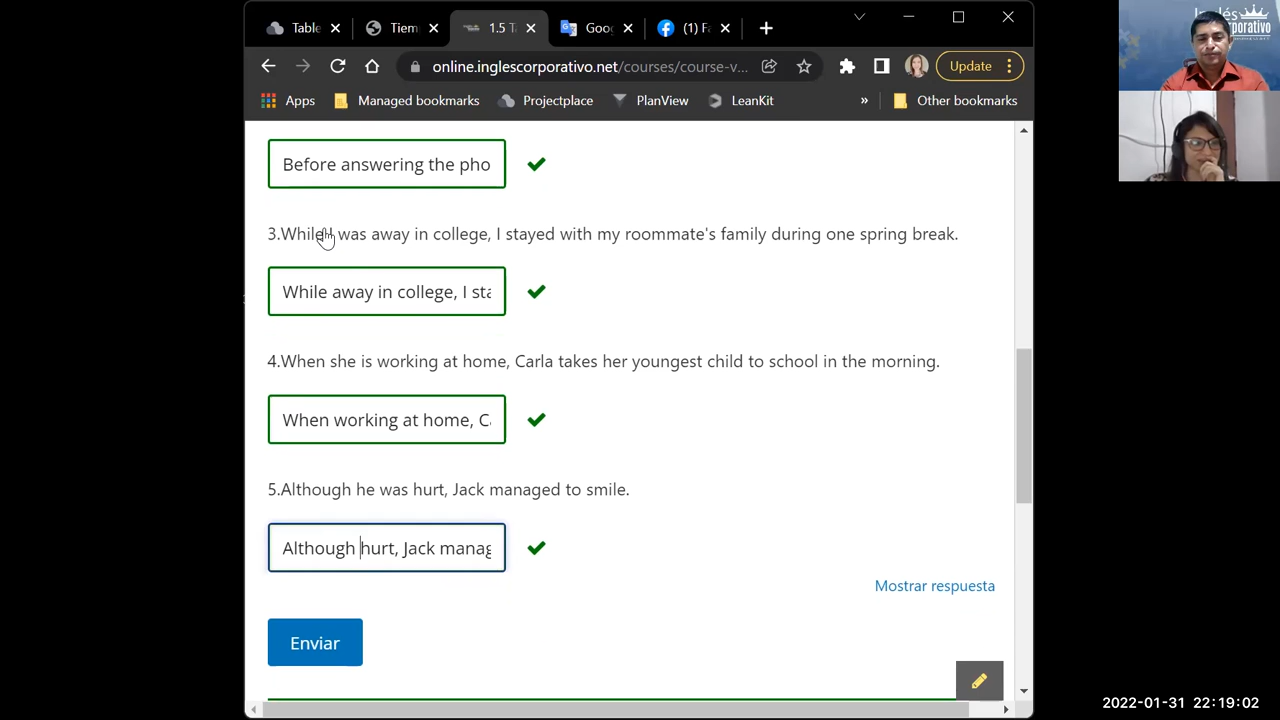 Table
Tiem
1.5 T
Goo
(1) Fa
online.inglescorporativo.net/courses/course-v...
Update
Apps
Managed bookmarks
Projectplace
PlanView
LeanKit
»
Other bookmarks
Before answering the pho
3.While I was away in college, I stayed with my roommate's family during one spring break.
While away in college, I sta
4.When she is working at home, Carla takes her youngest child to school in the morning.
When working at home, Ca
5.Although he was hurt, Jack managed to smile.
Although hurt, Jack manag
Mostrar respuesta
Enviar
Inglés
orporativo
2022-01-31 22:19:02